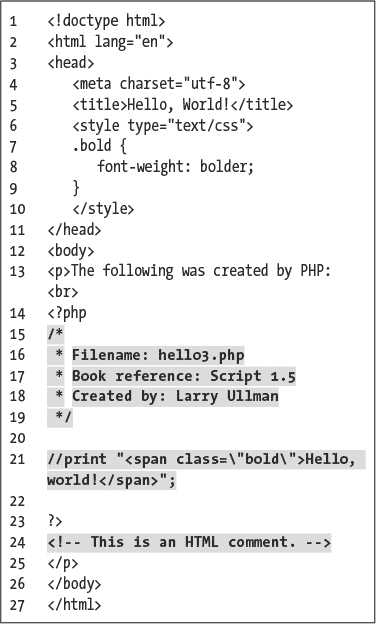 1 <!doctype html>
2 <html lang="en">
3 <head>
4 <meta charset="utf-8">
5 <title>Hello, World!</title>
6 <style type="text/css">
7 .bold {
8 font-weight: bolder;
9 }
10 </style>
11 </head>
12 <body>
13 <p>The following was created by PHP:
<br>
14 <?php
15 /*
16 * Filename: hello3.php
17 * Book reference: Script 1.5
18 * Created by: Larry Ullman
19 */
20
21 //print "<span class=\"bold\">Hello,
world!</span>";
22
23 ?>
24 <!-- This is an HTML comment. -->
25 </p>
26 </body>
27 </html>